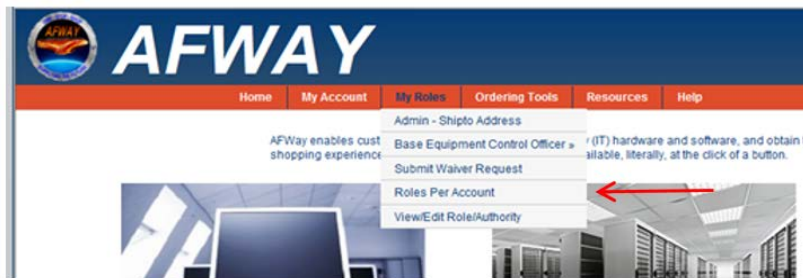 AFWAY
AFWAY
Home My Account My Roles Ordering Tools Resources Help
Admin - Shipto Address
Base Equipment Control Officer »
Submit Waiver Request
Roles Per Account
View/Edit Role/Authority
AFWay enables cust (IT) hardware and software, and obtain
shopping experience ailable, literally, at the click of a button.